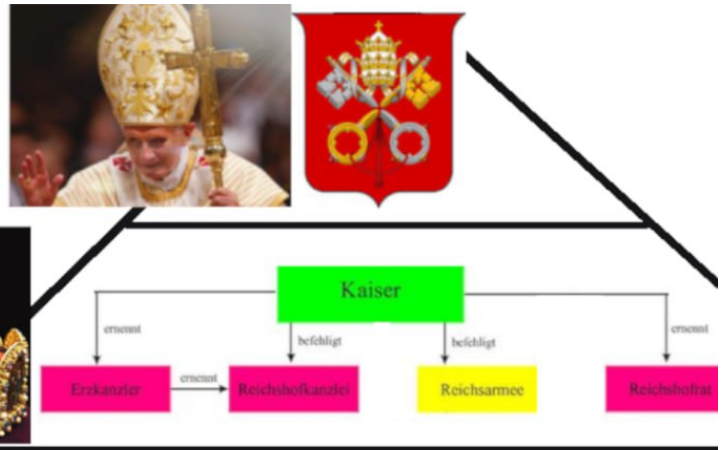 Kaiser
ernennt
befehligt
befehligt
ernennt
Erzkanzler
ernennt
Reichshofkanzlei
Reichsarmee
Reichshofrat